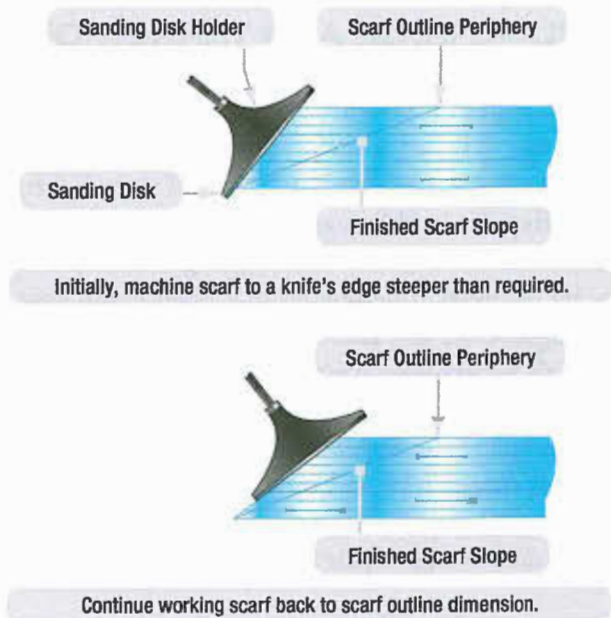 Sanding Disk Holder
Scarf Outline Periphery
Sanding Disk
Finished Scarf Slope
Initially, machine scarf to a knife's edge steeper than required.
Scarf Outline Periphery
Finished Scarf Slope
Continue working scarf back to scarf outline dimension.